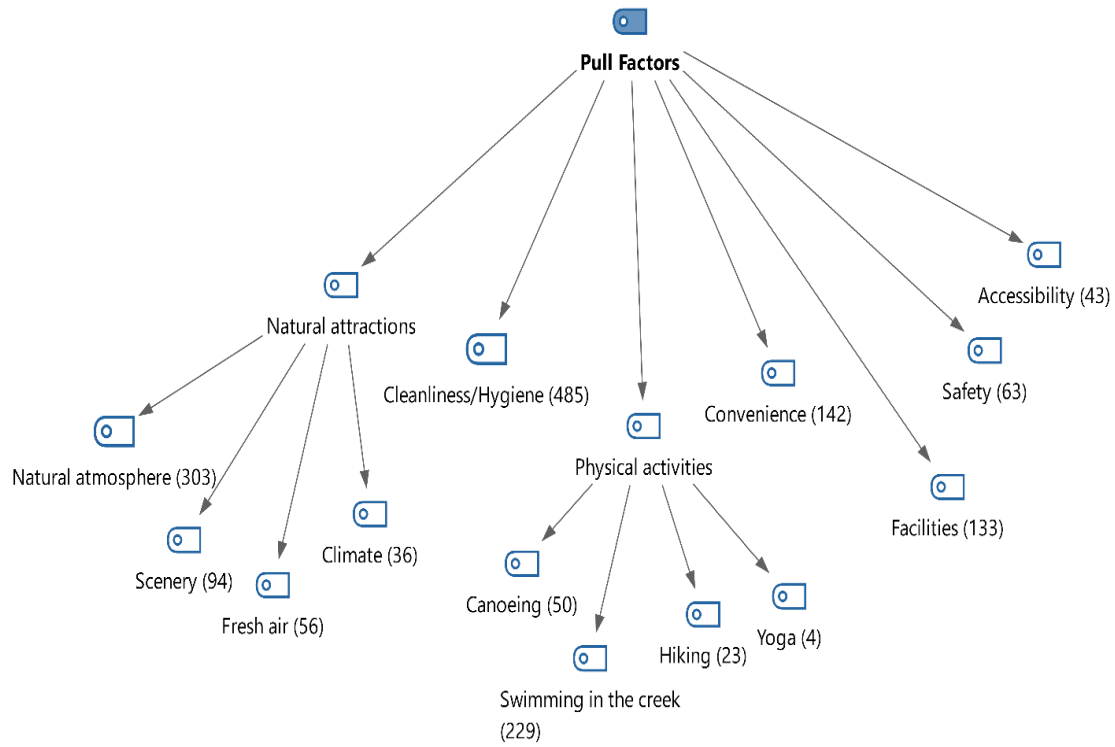 Pull Factors
Accessibility (43)
Natural attractions
Cleanliness/Hygiene (485)
Safety (63)
Convenience (142)
Physical activities
Natural atmosphere (303)
Facilities (133)
Climate (36)
Scenery (94)
Canoeing (50)
Fresh air (56)
Yoga (4)
Hiking (23)
Swimming in the creek
(229)